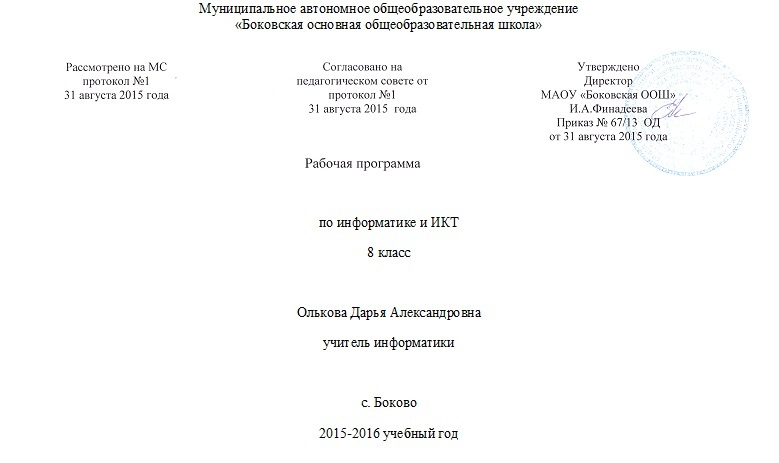 Муниципальное автономное общеобразовательное учреждение
«Боковская основная общеобразовательная школа»
Рассмотрено на МС
протокол №1
31 августа 2015 года
Согласовано на
педагогическом совете от
протокол №1
31 августа 2015 года
Утверждено
Директор
МАОУ «Боковская ООШ»
И.А.Финадеева
Приказ № 67/13 ОД
от 31 августа 2015 года
Рабочая программа
по информатике и ИКТ
8 класс
Олькова Дарья Александровна
учитель информатики
с. Боково
2015-2016 учебный год